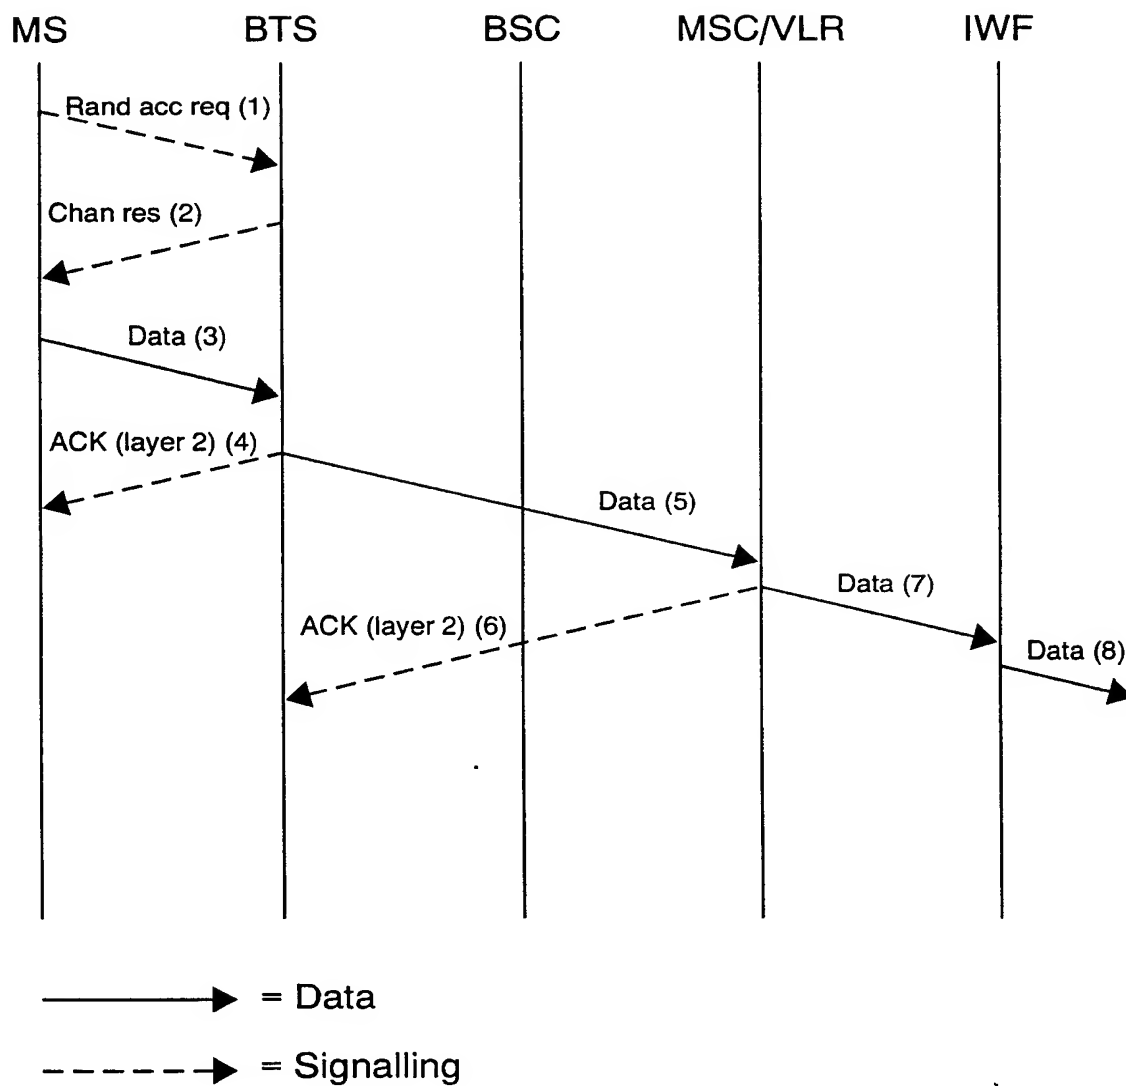 MS BTS BSC MSC/VLR IWF
Rand acc req (1)
Chan res (2)
Data (3)
ACK (layer 2) (4)
Data (5)
Data (7)
ACK (layer 2) (6)
Data (8)
= Data
= Signalling